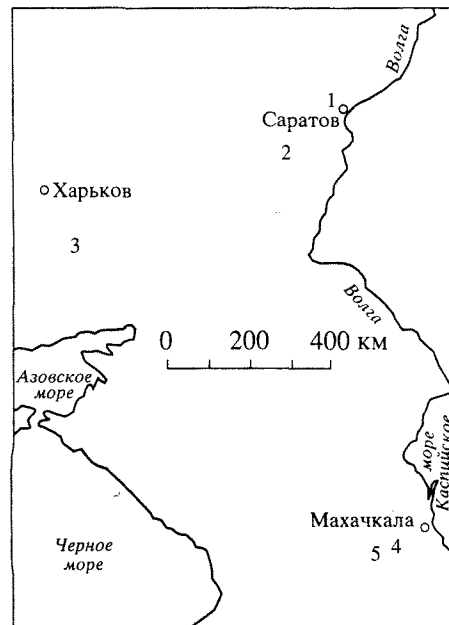 Волга
1
Саратов
2
Харьков
3
Волга
0 200 400 км
Азовское
море
Каспийское
море
Махачкала
5 4
Черное
море